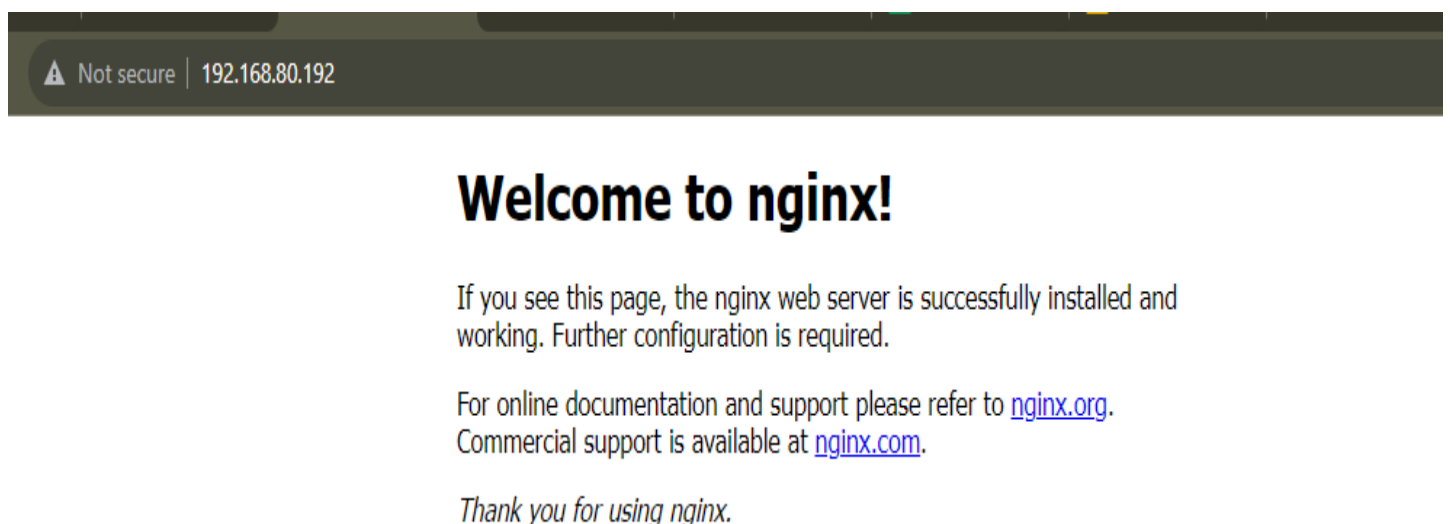 Not secure 192.168.80.192
Welcome to nginx!
If you see this page, the nginx web server is successfully installed and
working. Further configuration is required.
For online documentation and support please refer to nginx.org.
Commercial support is available at nginx.com.
Thank you for using nginx.